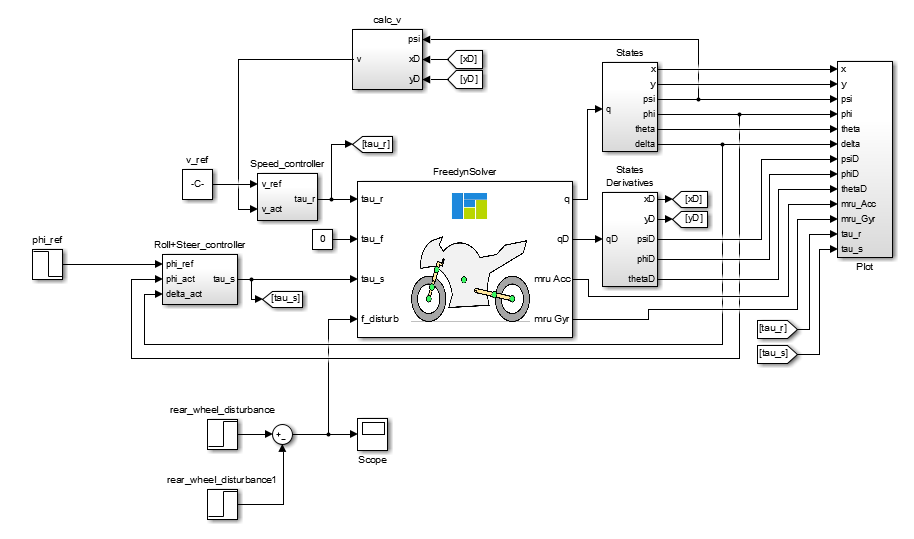 calc_v
psi
v
xD
yD
[xD]
[yD]
States
q
x
y
psi
phi
theta
delta
x
y
psi
phi
theta
delta
psiD
phiD
thetaD
mru_Acc
mru_Gyr
tau_r
tau_s
Plot
[tau_r]
v_ref
-C-
Speed_controller
v_ref
v_act
tau_r
FreedynSolver
tau_r
tau_f
tau_s
f_disturb
q
qD
mru Acc
mru Gyr
0
States
Derivatives
qD
xD
yD
psiD
phiD
thetaD
[xD]
[yD]
phi_ref
Roll+Steer_controller
phi_ref
phi_act
delta_act
tau_s
[tau_s]
[tau_r]
[tau_s]
rear_wheel_disturbance
+
_
Scope
rear_wheel_disturbance1